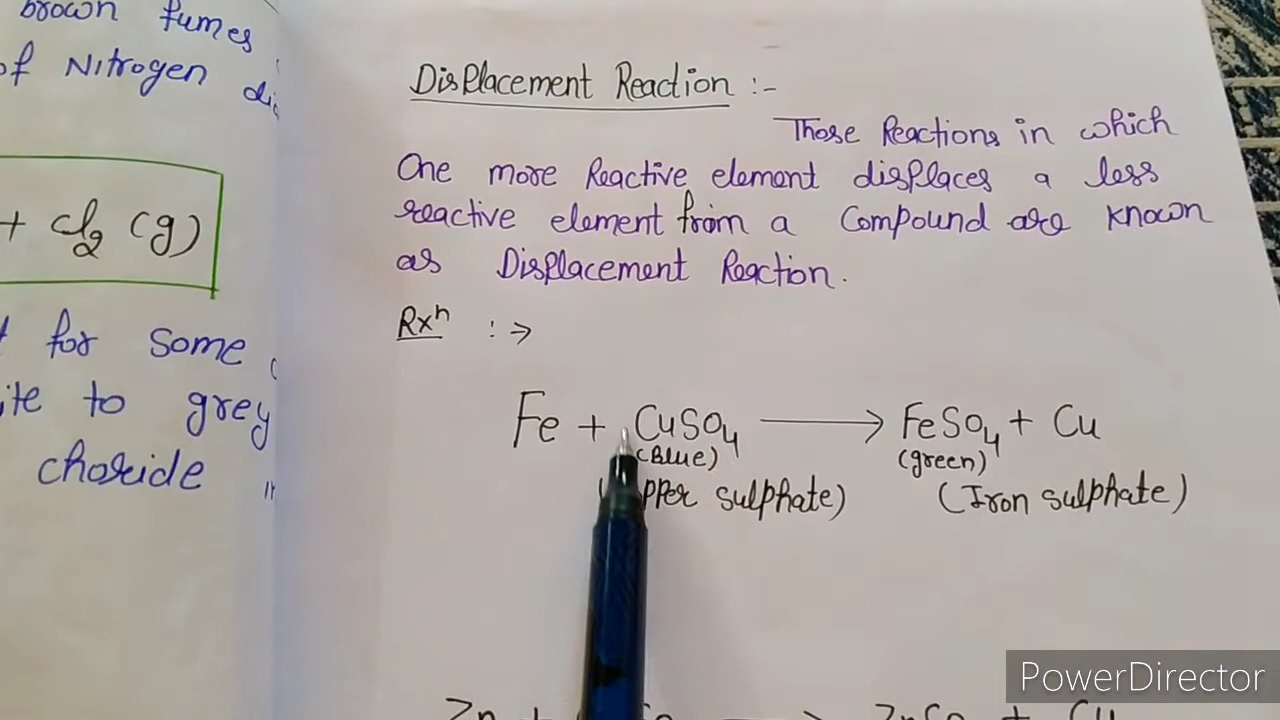 brown fumes
of Nitrogen
+ Cl2 (g)
for some
to grey
choride
Displacement Reaction :-
Those Reactions in which
One more Reactive element displaces a less
reactive element from a Compound are known
as Displacement Reaction.
Rxn :→
Fe + CuSO4 → FeSO4 + Cu
(Blue) (green)
sulphate) (Iron sulphate)
PowerDirector